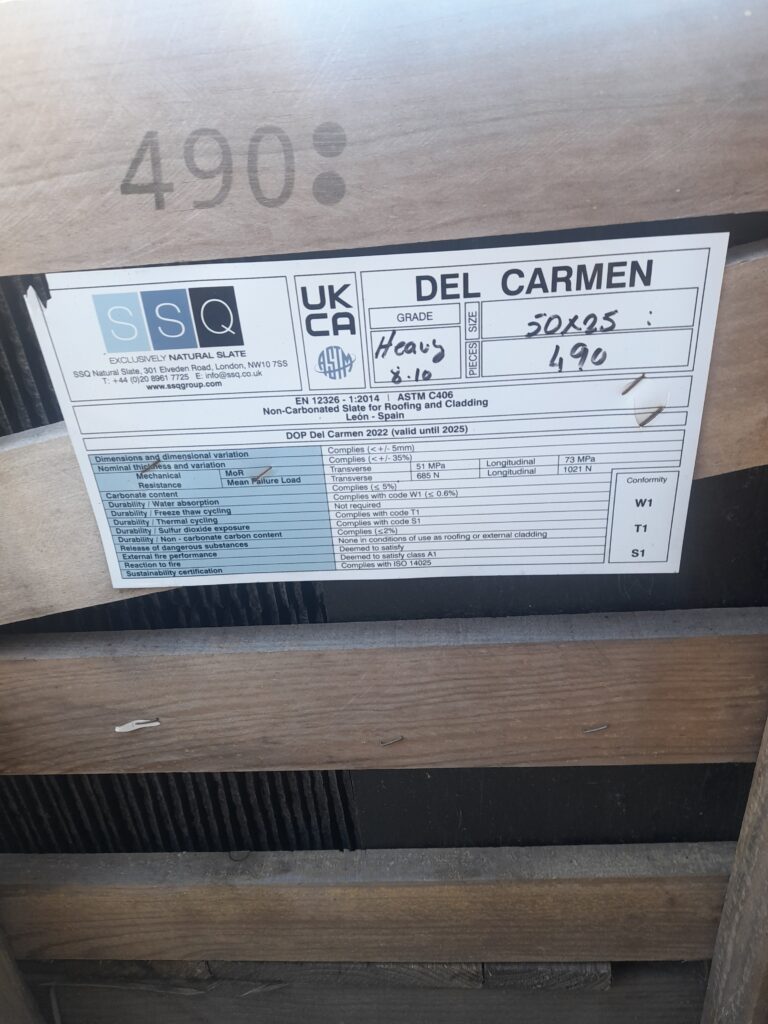 490:
SSQ
EXCLUSIVELY NATURAL SLATE
SSQ Natural Slate, 301 Elveden Road, London, NW10 7SS
T: +44 (0)20 8961 7725 E: info@ssq.co.uk
www.ssqgroup.com
UK
CA
ASTM
DEL CARMEN
GRADE
Heavy
8.10
SIZE
50x25 :
PIECES
490
EN 12326 - 1:2014 | ASTM C406
Non-Carbonated Slate for Roofing and Cladding
León - Spain
DOP Del Carmen 2022 (valid until 2025)
Dimensions and dimensional variation Complies (< +/- 5mm)
Nominal thickness and variation Complies (< +/- 35%)
Mechanical Resistance
MoR Transverse 51 MPa Longitudinal 73 MPa
Mean Failure Load Transverse 685 N Longitudinal 1021 N
Carbonate content Complies (≤ 5%)
Durability / Water absorption Complies with code W1 (≤ 0.6%)
Durability / Freeze thaw cycling Not required
Durability / Thermal cycling Complies with code T1
Durability / Sulfur dioxide exposure Complies with code S1
Durability / Non - carbonate carbon content Complies (≤2%)
Release of dangerous substances None in conditions of use as roofing or external cladding
External fire performance Deemed to satisfy
Reaction to fire Deemed to satisfy class A1
Sustainability certification Complies with ISO 14025
Conformity
W1
T1
S1